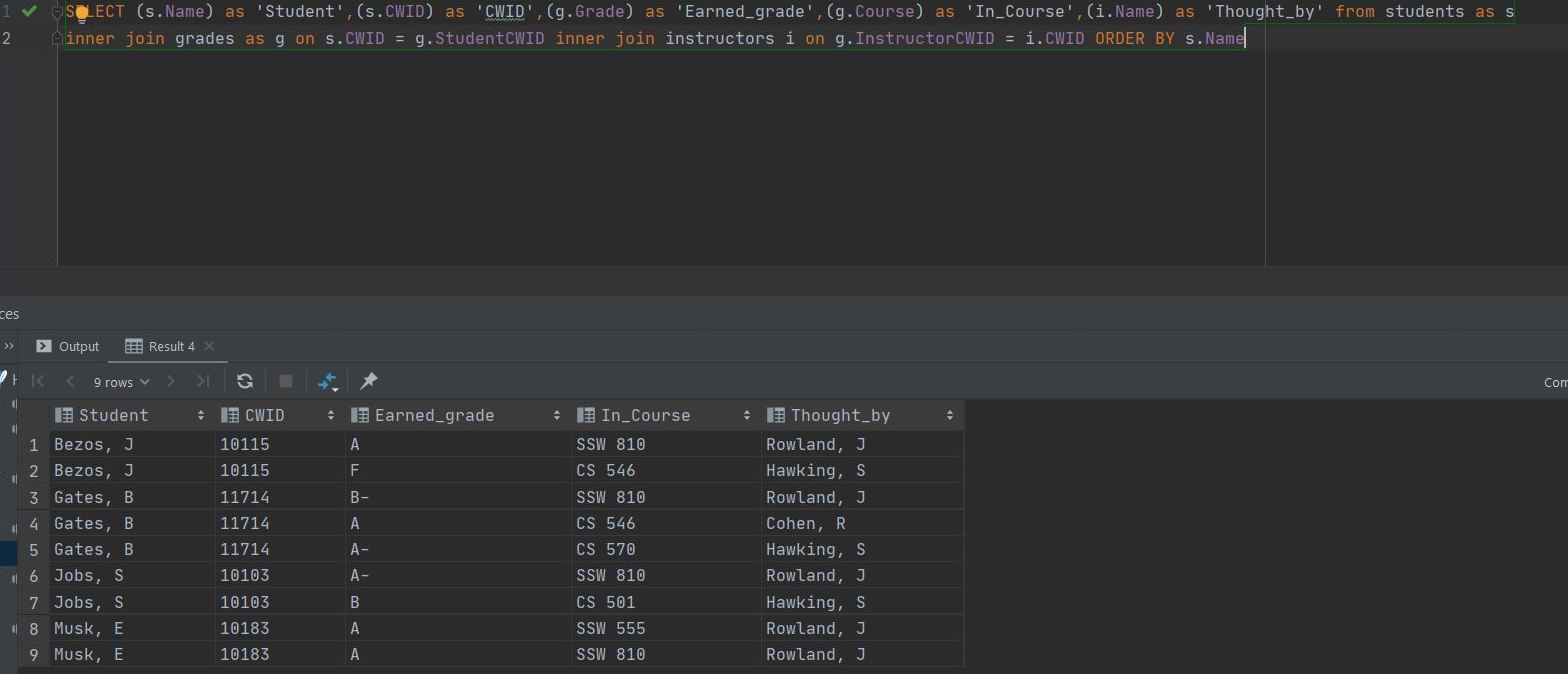 1 SELECT (s.Name) as 'Student',(s.CWID) as 'CWID',(g.Grade) as 'Earned_grade',(g.Course) as 'In_Course',(i.Name) as 'Thought_by' from students as s
2 inner join grades as g on s.CWID = g.StudentCWID inner join instructors i on g.InstructorCWID = i.CWID ORDER BY s.Name
ces
Output Result 4
9 rows
Com
Student CWID Earned_grade In_Course Thought_by
1 Bezos, J 10115 A SSW 810 Rowland, J
2 Bezos, J 10115 F CS 546 Hawking, S
3 Gates, B 11714 B- SSW 810 Rowland, J
4 Gates, B 11714 A CS 546 Cohen, R
5 Gates, B 11714 A- CS 570 Hawking, S
6 Jobs, S 10103 A- SSW 810 Rowland, J
7 Jobs, S 10103 B CS 501 Hawking, S
8 Musk, E 10183 A SSW 555 Rowland, J
9 Musk, E 10183 A SSW 810 Rowland, J